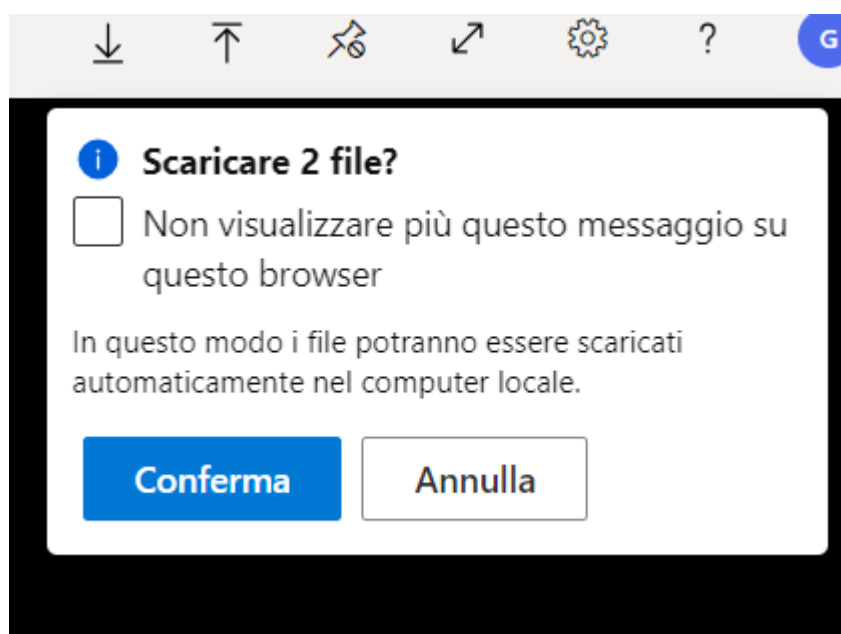 ?
G
Scaricare 2 file?
Non visualizzare più questo messaggio su
questo browser
In questo modo i file potranno essere scaricati
automaticamente nel computer locale.
Conferma
Annulla